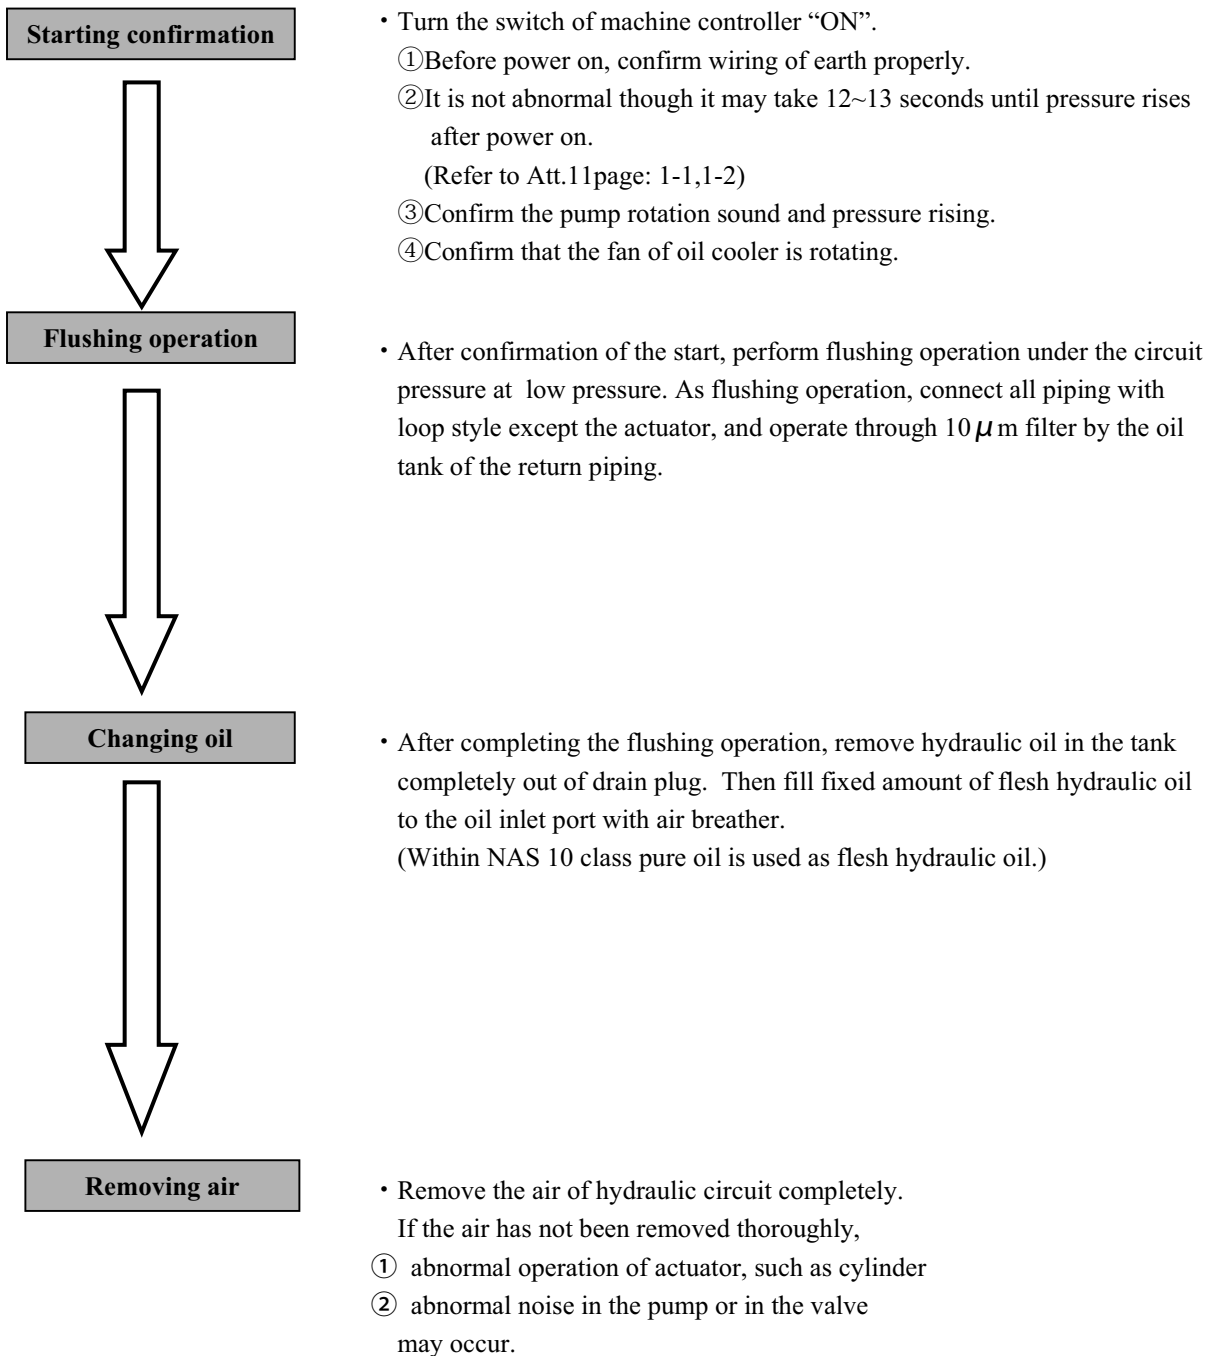 Starting confirmation
・Turn the switch of machine controller “ON”.
①Before power on, confirm wiring of earth properly.
②It is not abnormal though it may take 12~13 seconds until pressure rises
after power on.
(Refer to Att.11page: 1-1,1-2)
③Confirm the pump rotation sound and pressure rising.
④Confirm that the fan of oil cooler is rotating.
Flushing operation
・After confirmation of the start, perform flushing operation under the circuit
pressure at low pressure. As flushing operation, connect all piping with
loop style except the actuator, and operate through 10μm filter by the oil
tank of the return piping.
Changing oil
・After completing the flushing operation, remove hydraulic oil in the tank
completely out of drain plug. Then fill fixed amount of flesh hydraulic oil
to the oil inlet port with air breather.
(Within NAS 10 class pure oil is used as flesh hydraulic oil.)
Removing air
・Remove the air of hydraulic circuit completely.
If the air has not been removed thoroughly,
① abnormal operation of actuator, such as cylinder
② abnormal noise in the pump or in the valve
may occur.